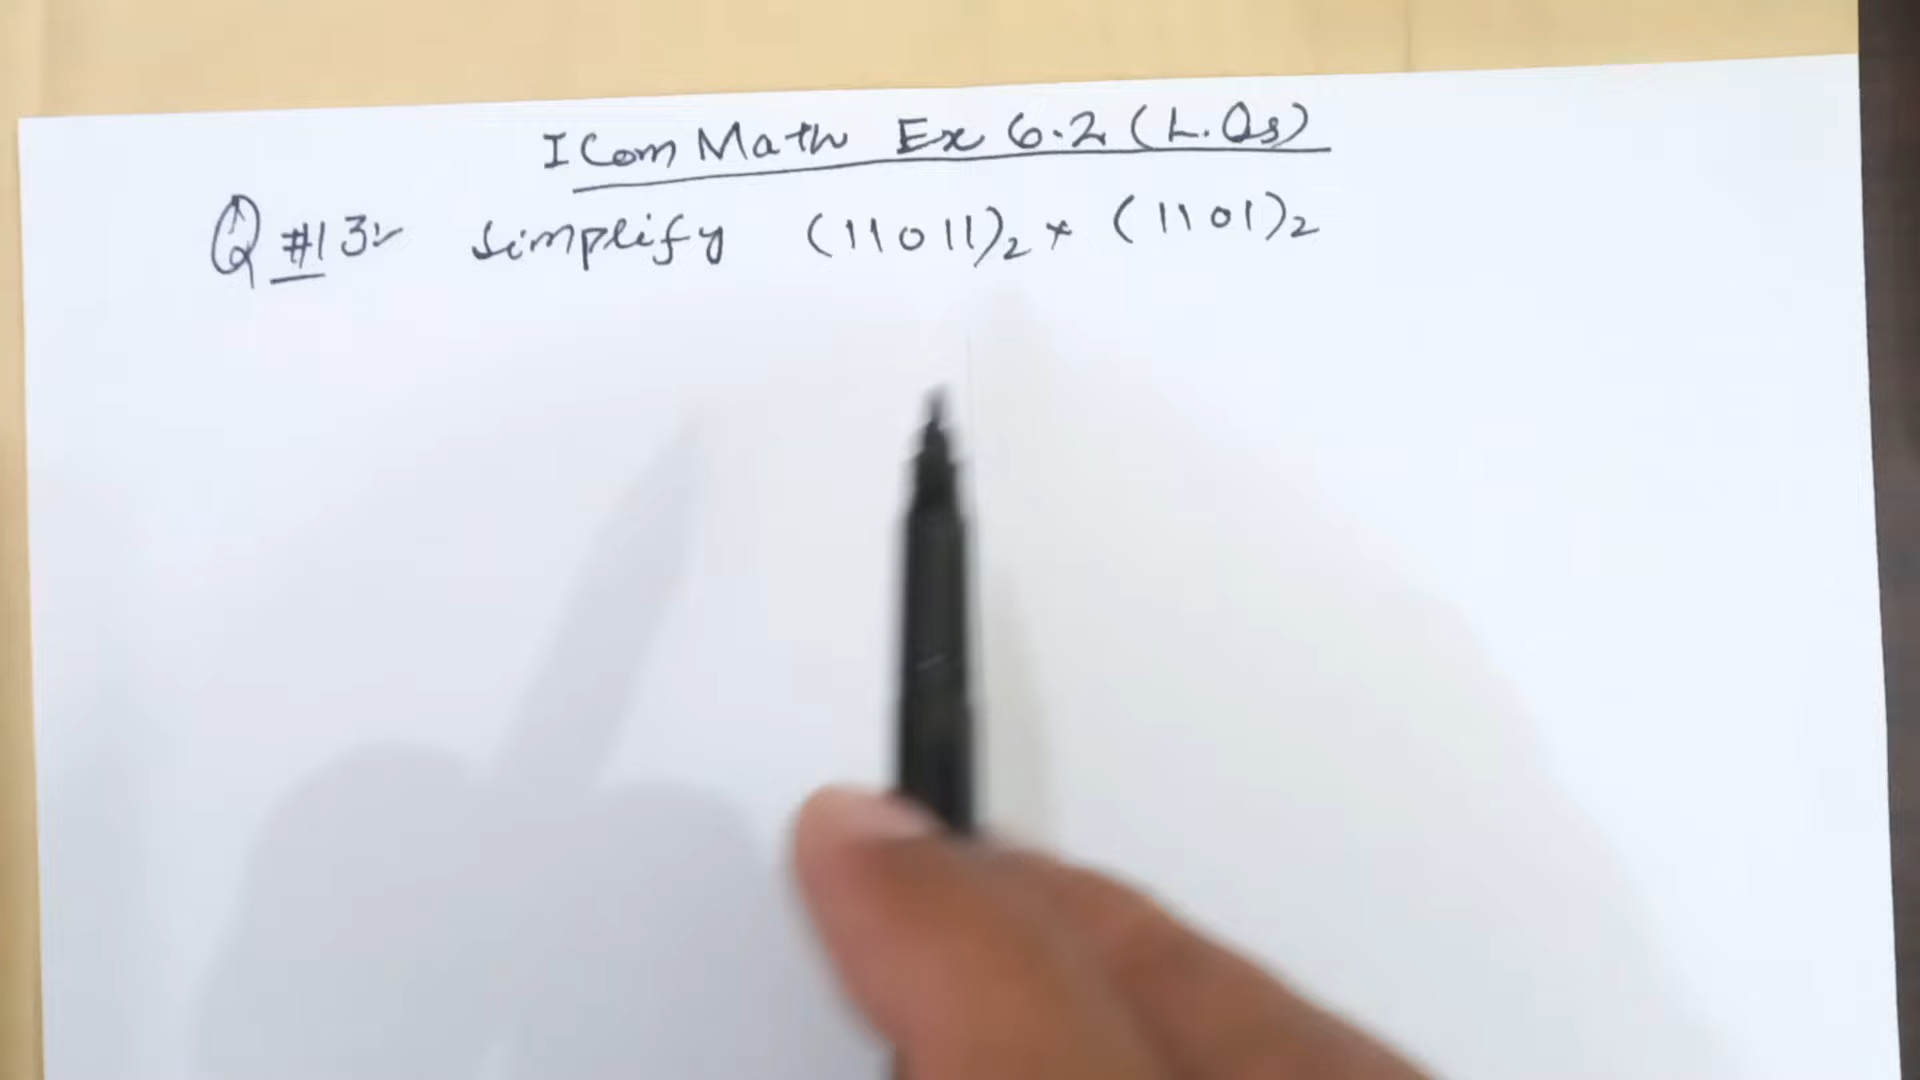 I Com Math Ex 6.2 (L.Qs)
Q #13:- Simplify (11011)₂ × (1101)₂